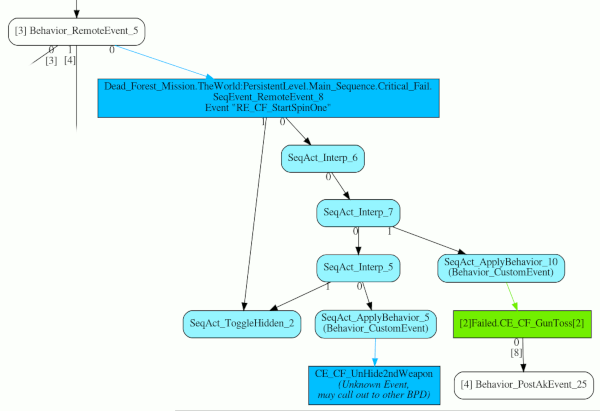 [3] Behavior_RemoteEvent_5
0 1 0
[3] [4]
Dead_Forest_Mission.TheWorld:PersistentLevel.Main_Sequence.Critical_Fail.
SeqEvent_RemoteEvent_8
Event "RE_CF_StartSpinOne"
1 0
SeqAct_Interp_6
0
SeqAct_Interp_7
0 1
SeqAct_Interp_5
SeqAct_ApplyBehavior_10
(Behavior_CustomEvent)
1 0
SeqAct_ToggleHidden_2
SeqAct_ApplyBehavior_5
(Behavior_CustomEvent)
[2]Failed.CE_CF_GunToss[2]
0
[8]
CE_CF_UnHide2ndWeapon
(Unknown Event,
may call out to other BPD)
[4] Behavior_PostAkEvent_25